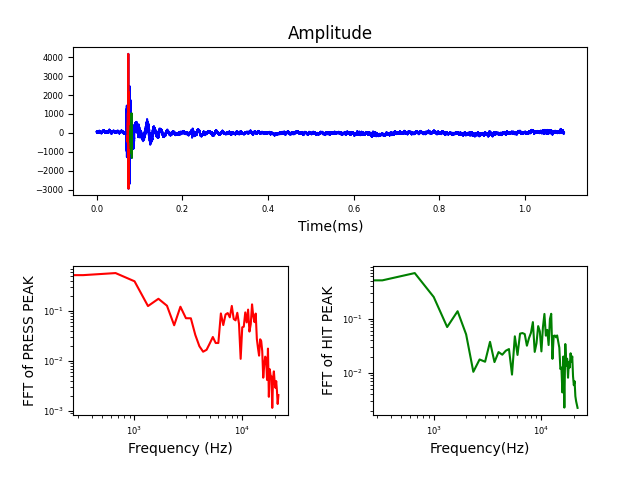 Amplitude
4000
3000
2000
1000
0
−1000
−2000
−3000
0.0 0.2 0.4 0.6 0.8 1.0
Time(ms)
FFT of PRESS PEAK
10⁻¹
10⁻²
10⁻³
10³ 10⁴
Frequency (Hz)
FFT of HIT PEAK
10⁻¹
10⁻²
10³ 10⁴
Frequency(Hz)